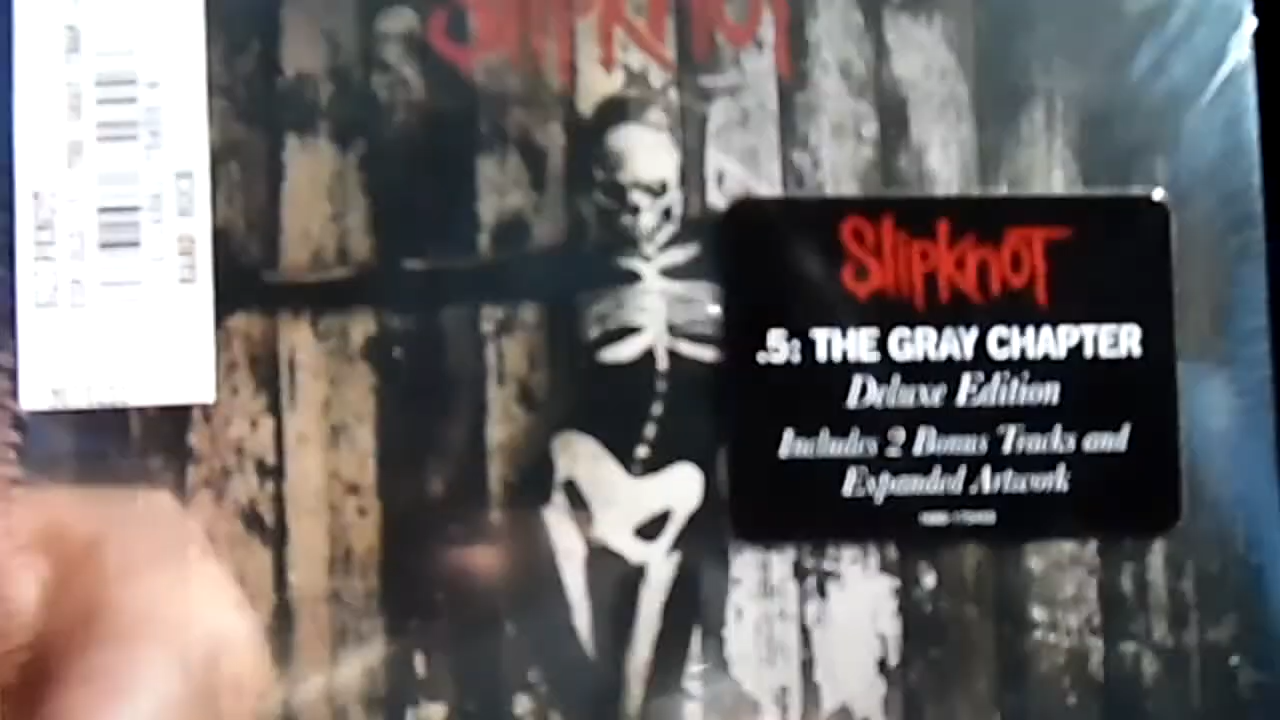 SlipKnoT
SlipKnoT
.5: THE GRAY CHAPTER
Deluxe Edition
Includes 2 Bonus Tracks and
Expanded Artwork